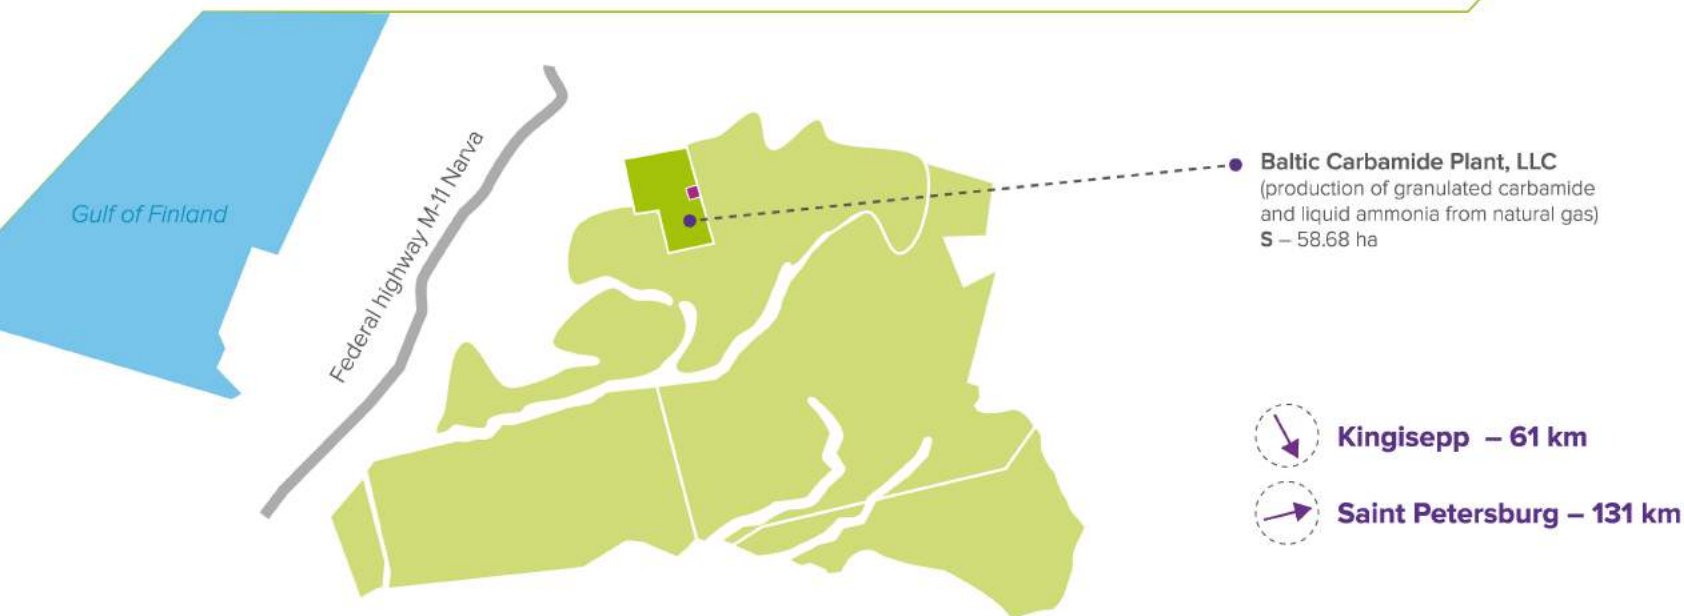 Gulf of Finland
Federal highway M-11 Narva
Baltic Carbamide Plant, LLC
(production of granulated carbamide
and liquid ammonia from natural gas)
S – 58.68 ha
Kingisepp – 61 km
Saint Petersburg – 131 km